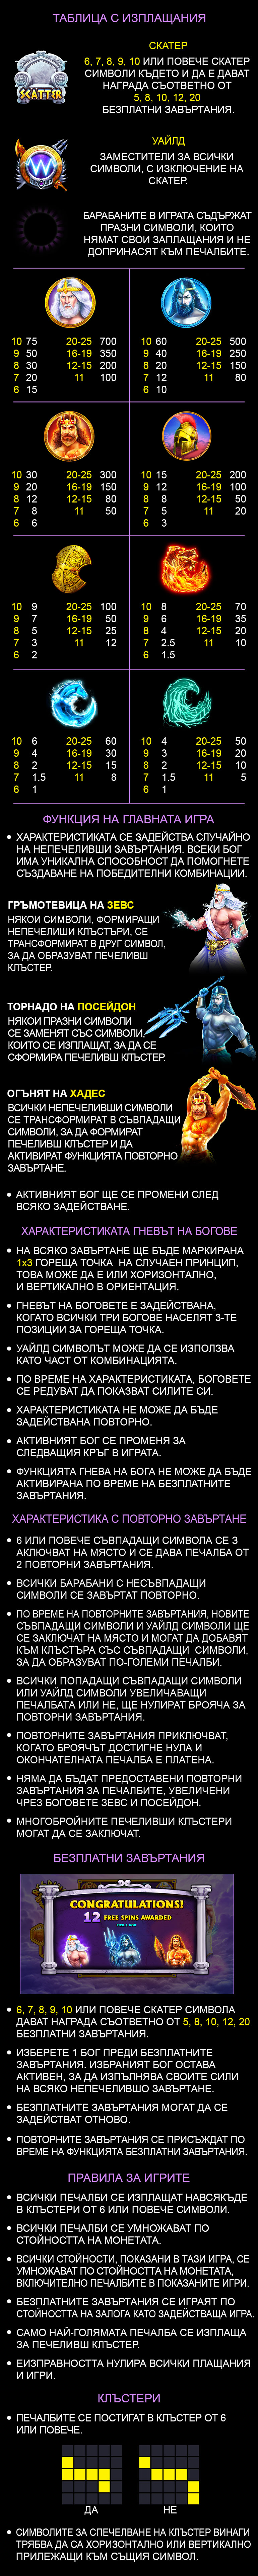 ТАБЛИЦА С ИЗПЛАЩАНИЯ
СКАТЕР
6, 7, 8, 9, 10 ИЛИ ПОВЕЧЕ СКАТЕР
СИМВОЛИ КЪДЕТО И ДА Е ДАВАТ
НАГРАДА СЪОТВЕТНО ОТ
5, 8, 10, 12, 20
БЕЗПЛАТНИ ЗАВЪРТАНИЯ.
SCATTER
УАЙЛД
ЗАМЕСТИТЕЛИ ЗА ВСИЧКИ
СИМВОЛИ, С ИЗКЛЮЧЕНИЕ НА
СКАТЕР.
W
БАРАБАНИТЕ В ИГРАТА СЪДЪРЖАТ
ПРАЗНИ СИМВОЛИ, КОИТО
НЯМАТ СВОИ ЗАПЛАЩАНИЯ И НЕ
ДОПРИНАСЯТ КЪМ ПЕЧАЛБИТЕ.
10 75 20-25 700
9 50 16-19 350
8 30 12-15 200
7 20 11 100
6 15
10 60 20-25 500
9 40 16-19 250
8 20 12-15 150
7 12 11 80
6 10
10 30 20-25 300
9 20 16-19 150
8 12 12-15 80
7 8 11 50
6 6
10 15 20-25 200
9 12 16-19 100
8 8 12-15 50
7 5 11 20
6 3
10 9 20-25 100
9 7 16-19 50
8 5 12-15 25
7 3 11 12
6 2
10 8 20-25 70
9 6 16-19 35
8 4 12-15 20
7 2.5 11 10
6 1.5
10 6 20-25 60
9 4 16-19 30
8 2 12-15 15
7 1.5 11 8
6 1
10 4 20-25 50
9 3 16-19 20
8 2 12-15 10
7 1.5 11 5
6 1
ФУНКЦИЯ НА ГЛАВНАТА ИГРА
• ХАРАКТЕРИСТИКАТА СЕ ЗАДЕЙСТВА СЛУЧАЙНО
НА НЕПЕЧЕЛИВШИ ЗАВЪРТАНИЯ. ВСЕКИ БОГ
ИМА УНИКАЛНА СПОСОБНОСТ ДА ПОМОГНЕТЕ
СЪЗДАВАНЕ НА ПОБЕДИТЕЛНИ КОМБИНАЦИИ.
ГРЪМОТЕВИЦА НА ЗЕВС
НЯКОИ СИМВОЛИ, ФОРМИРАЩИ
НЕПЕЧЕЛИШИ КЛЪСТЪРИ, СЕ
ТРАНСФОРМИРАТ В ДРУГ СИМВОЛ,
ЗА ДА ОБРАЗУВАТ ПЕЧЕЛИВШ
КЛЪСТЕР.
ТОРНАДО НА ПОСЕЙДОН
НЯКОИ ПРАЗНИ СИМВОЛИ
СЕ ЗАМЕНЯТ СЪС СИМВОЛИ,
КОИТО СЕ ИЗПЛАЩАТ, ЗА ДА СЕ
СФОРМИРА ПЕЧЕЛИВШ КЛЪСТЕР.
ОГЪНЯТ НА ХАДЕС
ВСИЧКИ НЕПЕЧЕЛИВШИ СИМВОЛИ
СЕ ТРАНСФОРМИРАТ В СЪВПАДАЩИ
СИМВОЛИ, ЗА ДА ФОРМИРАТ
ПЕЧЕЛИВШ КЛЪСТЕР И ДА
АКТИВИРАТ ФУНКЦИЯТА ПОВТОРНО
ЗАВЪРТАНЕ.
• АКТИВНИЯТ БОГ ЩЕ СЕ ПРОМЕНИ СЛЕД
ВСЯКО ЗАДЕЙСТВАНЕ.
ХАРАКТЕРИСТИКАТА ГНЕВЪТ НА БОГОВЕ
• НА ВСЯКО ЗАВЪРТАНЕ ЩЕ БЪДЕ МАРКИРАНА
1x3 ГОРЕЩА ТОЧКА НА СЛУЧАЕН ПРИНЦИП,
ТОВА МОЖЕ ДА Е ИЛИ ХОРИЗОНТАЛНО,
И ВЕРТИКАЛНО В ОРИЕНТАЦИЯ.
• ГНЕВЪТ НА БОГОВЕТЕ Е ЗАДЕЙСТВАНА,
КОГАТО ВСИЧКИ ТРИ БОГОВЕ НАСЕЛЯТ 3-ТЕ
ПОЗИЦИИ ЗА ГОРЕЩА ТОЧКА.
• УАЙЛД СИМВОЛЪТ МОЖЕ ДА СЕ ИЗПОЛЗВА
КАТО ЧАСТ ОТ КОМБИНАЦИЯТА.
• ПО ВРЕМЕ НА ХАРАКТЕРИСТИКАТА, БОГОВЕТЕ
СЕ РЕДУВАТ ДА ПОКАЗВАТ СИЛИТЕ СИ.
• ХАРАКТЕРИСТИКАТА НЕ МОЖЕ ДА БЪДЕ
ЗАДЕЙСТВАНА ПОВТОРНО.
• АКТИВНИЯТ БОГ СЕ ПРОМЕНЯ ЗА
СЛЕДВАЩИЯ КРЪГ В ИГРАТА.
• ФУНКЦИЯТА ГНЕВА НА БОГА НЕ МОЖЕ ДА БЪДЕ
АКТИВИРАНА ПО ВРЕМЕ НА БЕЗПЛАТНИТЕ
ЗАВЪРТАНИЯ.
ХАРАКТЕРИСТИКА С ПОВТОРНО ЗАВЪРТАНЕ
• 6 ИЛИ ПОВЕЧЕ СЪВПАДАЩИ СИМВОЛА СЕ З
АКЛЮЧВАТ НА МЯСТО И СЕ ДАВА ПЕЧАЛБА ОТ
2 ПОВТОРНИ ЗАВЪРТАНИЯ.
• ВСИЧКИ БАРАБАНИ С НЕСЪВПАДАЩИ
СИМВОЛИ СЕ ЗАВЪРТАТ ПОВТОРНО.
• ПО ВРЕМЕ НА ПОВТОРНИТЕ ЗАВЪРТАНИЯ, НОВИТЕ
СЪВПАДАЩИ СИМВОЛИ И УАЙЛД СИМВОЛИ ЩЕ
СЕ ЗАКЛЮЧАТ НА МЯСТО И МОГАТ ДА ДОБАВЯТ
КЪМ КЛЪСТЪРА СЪС СЪВПАДАЩИ СИМВОЛИ,
ЗА ДА ОБРАЗУВАТ ПО-ГОЛЕМИ ПЕЧАЛБИ.
• ВСИЧКИ ПОПАДАЩИ СЪВПАДАЩИ СИМВОЛИ
ИЛИ УАЙЛД СИМВОЛИ УВЕЛИЧАВАЩИ
ПЕЧАЛБАТА ИЛИ НЕ, ЩЕ НУЛИРАТ БРОЯЧА ЗА
ПОВТОРНИ ЗАВЪРТАНИЯ.
• ПОВТОРНИТЕ ЗАВЪРТАНИЯ ПРИКЛЮЧВАТ,
КОГАТО БРОЯЧЪТ ДОСТИГНЕ НУЛА И
ОКОНЧАТЕЛНАТА ПЕЧАЛБА Е ПЛАТЕНА.
• НЯМА ДА БЪДАТ ПРЕДОСТАВЕНИ ПОВТОРНИ
ЗАВЪРТАНИЯ ЗА ПЕЧАЛБИТЕ, УВЕЛИЧЕНИ
ЧРЕЗ БОГОВЕТЕ ЗЕВС И ПОСЕЙДОН.
• МНОГОБРОЙНИТЕ ПЕЧЕЛИВШИ КЛЪСТЕРИ
МОГАТ ДА СЕ ЗАКЛЮЧАТ.
БЕЗПЛАТНИ ЗАВЪРТАНИЯ
CONGRATULATIONS!
12 FREE SPINS AWARDED
PICK A GOD
• 6, 7, 8, 9, 10 ИЛИ ПОВЕЧЕ СКАТЕР СИМВОЛА
ДАВАТ НАГРАДА СЪОТВЕТНО ОТ 5, 8, 10, 12, 20
БЕЗПЛАТНИ ЗАВЪРТАНИЯ.
• ИЗБЕРЕТЕ 1 БОГ ПРЕДИ БЕЗПЛАТНИТЕ
ЗАВЪРТАНИЯ. ИЗБРАНИЯТ БОГ ОСТАВА
АКТИВЕН, ЗА ДА ИЗПЪЛНЯВА СВОИТЕ СИЛИ
НА ВСЯКО НЕПЕЧЕЛИВШО ЗАВЪРТАНЕ.
• БЕЗПЛАТНИТЕ ЗАВЪРТАНИЯ МОГАТ ДА СЕ
ЗАДЕЙСТВАТ ОТНОВО.
• ПОВТОРНИТЕ ЗАВЪРТАНИЯ СЕ ПРИСЪЖДАТ ПО
ВРЕМЕ НА ФУНКЦИЯТА БЕЗПЛАТНИ ЗАВЪРТАНИЯ.
ПРАВИЛА ЗА ИГРИТЕ
• ВСИЧКИ ПЕЧАЛБИ СЕ ИЗПЛАЩАТ НАВСЯКЪДЕ
В КЛЪСТЕРИ ОТ 6 ИЛИ ПОВЕЧЕ СИМВОЛИ.
• ВСИЧКИ ПЕЧАЛБИ СЕ УМНОЖАВАТ ПО
СТОЙНОСТТА НА МОНЕТАТА.
• ВСИЧКИ СТОЙНОСТИ, ПОКАЗАНИ В ТАЗИ ИГРА, СЕ
УМНОЖАВАТ ПО СТОЙНОСТТА НА МОНЕТАТА,
ВКЛЮЧИТЕЛНО ПЕЧАЛБИТЕ В ПОКАЗАНИТЕ ИГРИ.
• БЕЗПЛАТНИТЕ ЗАВЪРТАНИЯ СЕ ИГРАЯТ ПО
СТОЙНОСТТА НА ЗАЛОГА КАТО ЗАДЕЙСТВАЩА ИГРА.
• САМО НАЙ-ГОЛЯМАТА ПЕЧАЛБА СЕ ИЗПЛАЩА
ЗА ПЕЧЕЛИВШ КЛЪСТЕР.
• ЕИЗПРАВНОСТТА НУЛИРА ВСИЧКИ ПЛАЩАНИЯ
И ИГРИ.
КЛЪСТЕРИ
• ПЕЧАЛБИТЕ СЕ ПОСТИГАТ В КЛЪСТЕР ОТ 6
ИЛИ ПОВЕЧЕ.
ДА НЕ
• СИМВОЛИТЕ ЗА СПЕЧЕЛВАНЕ НА КЛЪСТЕР ВИНАГИ
ТРЯБВА ДА СА ХОРИЗОНТАЛНО ИЛИ ВЕРТИКАЛНО
ПРИЛЕЖАЩИ КЪМ СЪЩИЯ СИМВОЛ.